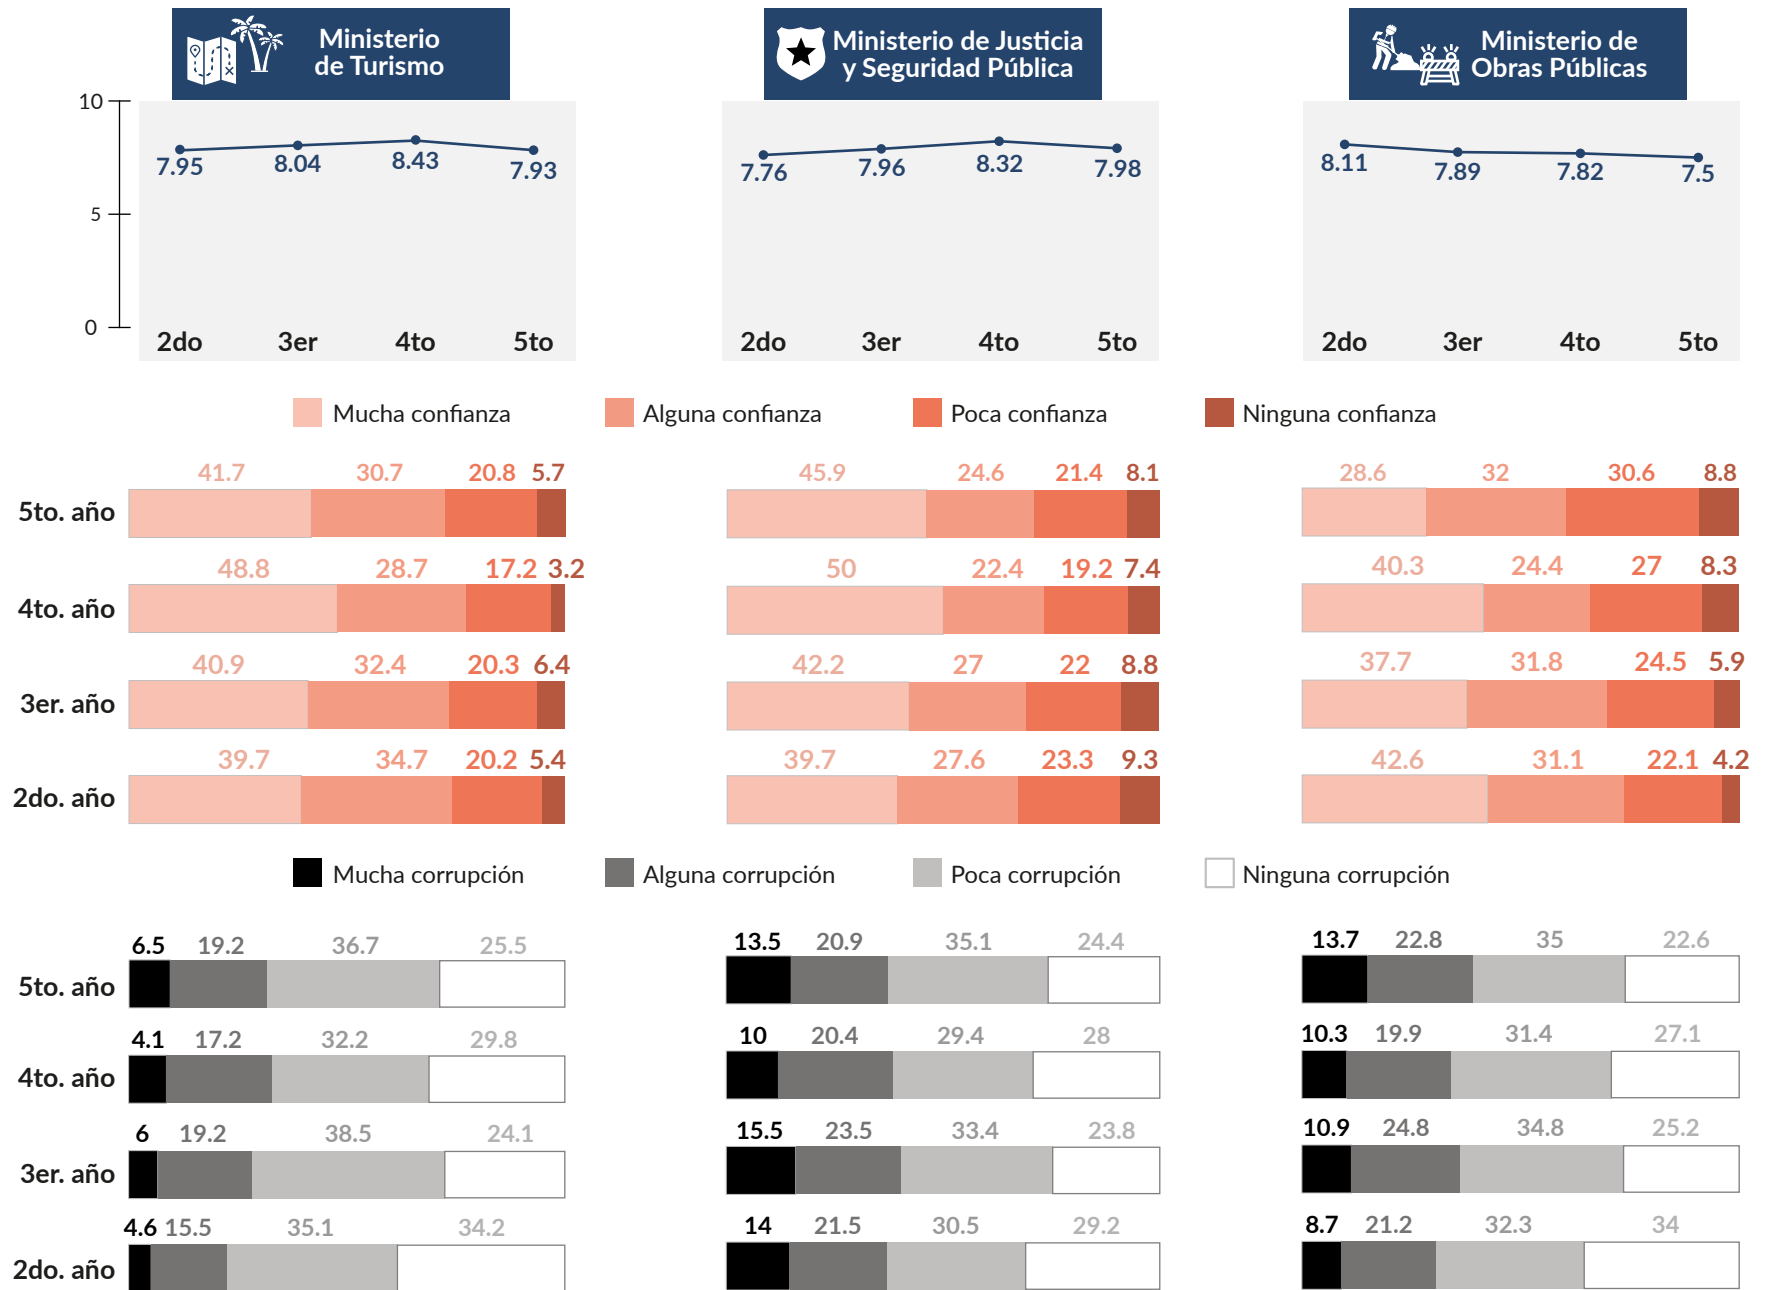 Ministerio
de Turismo
Ministerio de Justicia
y Seguridad Pública
Ministerio de
Obras Públicas
10
5
0
7.95 8.04 8.43 7.93
7.76 7.96 8.32 7.98
8.11 7.89 7.82 7.5
2do 3er 4to 5to
2do 3er 4to 5to
2do 3er 4to 5to
Mucha confianza Alguna confianza Poca confianza Ninguna confianza
41.7 30.7 20.8 5.7 45.9 24.6 21.4 8.1 28.6 32 30.6 8.8
5to. año
48.8 28.7 17.2 3.2 50 22.4 19.2 7.4 40.3 24.4 27 8.3
4to. año
40.9 32.4 20.3 6.4 42.2 27 22 8.8 37.7 31.8 24.5 5.9
3er. año
39.7 34.7 20.2 5.4 39.7 27.6 23.3 9.3 42.6 31.1 22.1 4.2
2do. año
Mucha corrupción Alguna corrupción Poca corrupción Ninguna corrupción
6.5 19.2 36.7 25.5 13.5 20.9 35.1 24.4 13.7 22.8 35 22.6
5to. año
4.1 17.2 32.2 29.8 10 20.4 29.4 28 10.3 19.9 31.4 27.1
4to. año
6 19.2 38.5 24.1 15.5 23.5 33.4 23.8 10.9 24.8 34.8 25.2
3er. año
4.6 15.5 35.1 34.2 14 21.5 30.5 29.2 8.7 21.2 32.3 34
2do. año